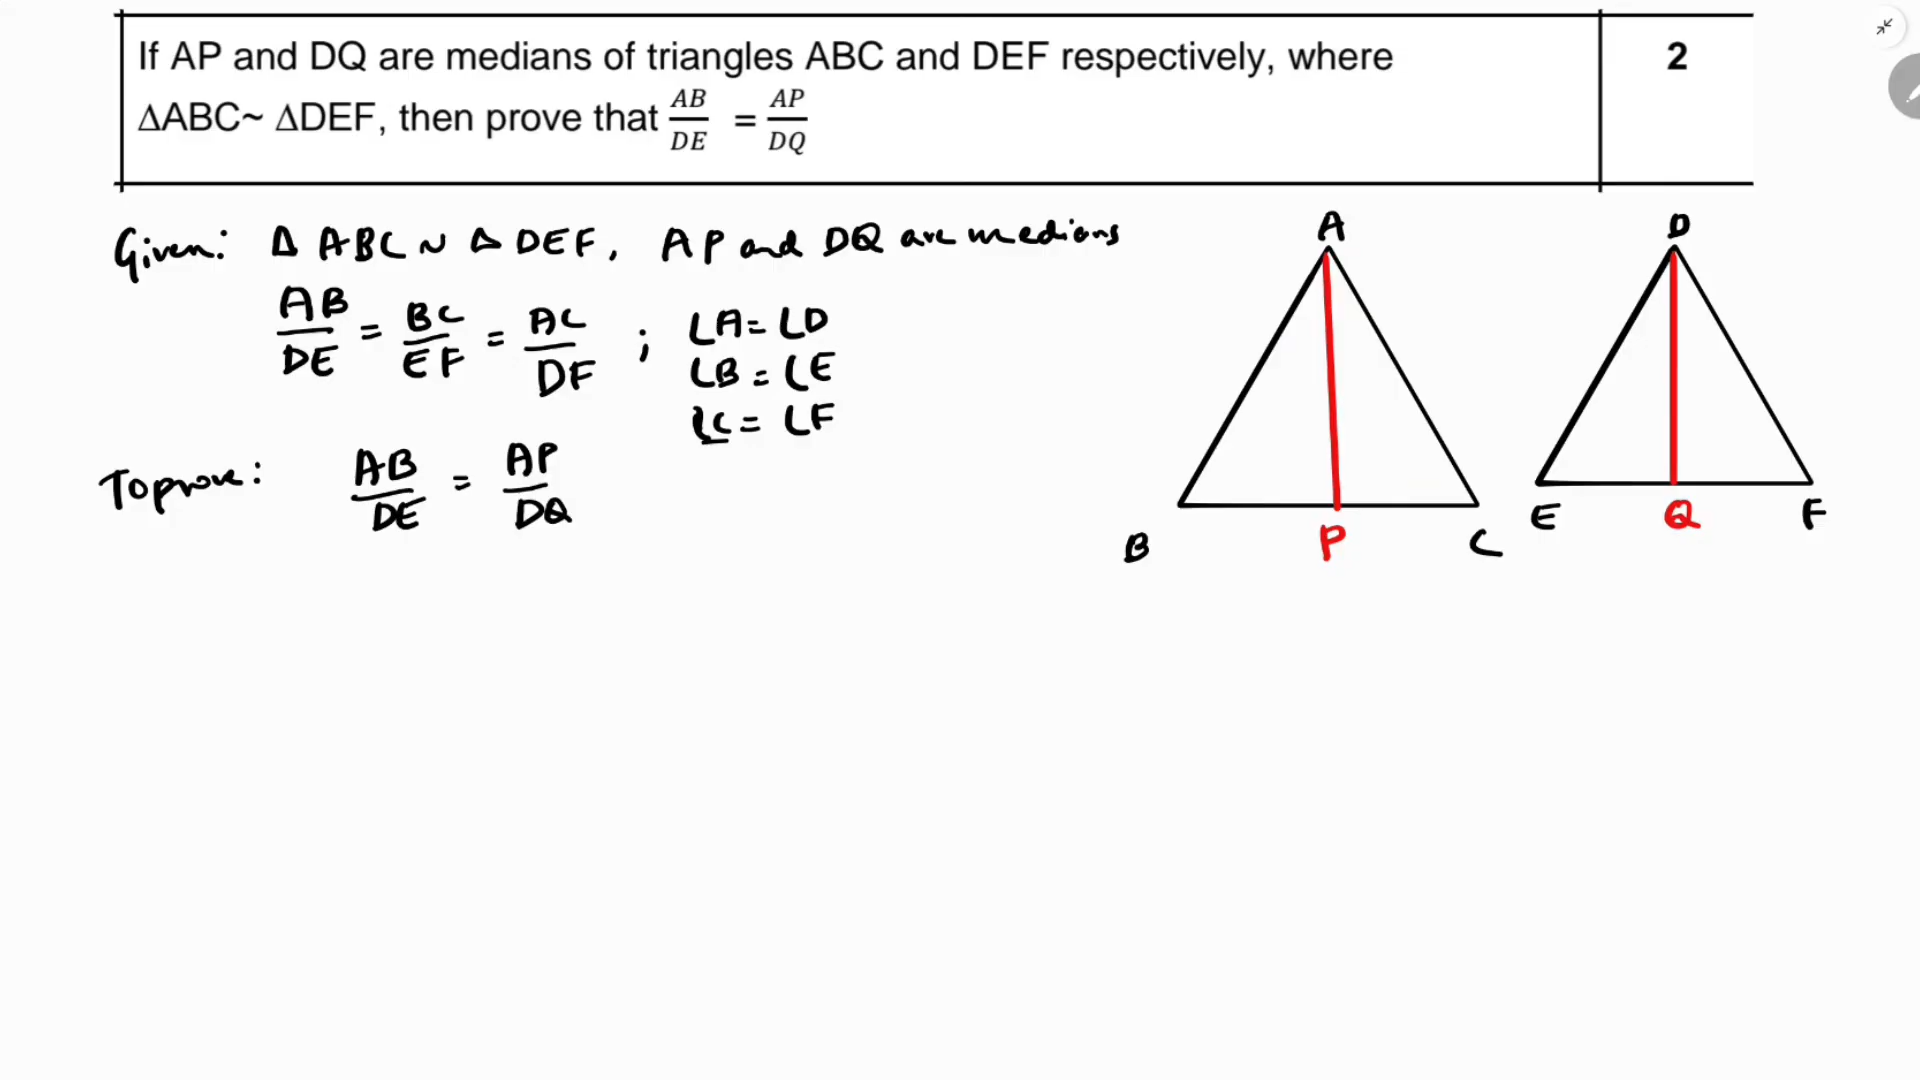 If AP and DQ are medians of triangles ABC and DEF respectively, where
2
∆ABC~ ∆DEF, then prove that AB/DE = AP/DQ
Given: ∆ ABC ~ ∆ DEF, AP and DQ are medians
AB/DE = BC/EF = AC/DF ; ∠A = ∠D
∠B = ∠E
∠C = ∠F
To prove: AB/DE = AP/DQ
A
B
P
C
D
E
Q
F